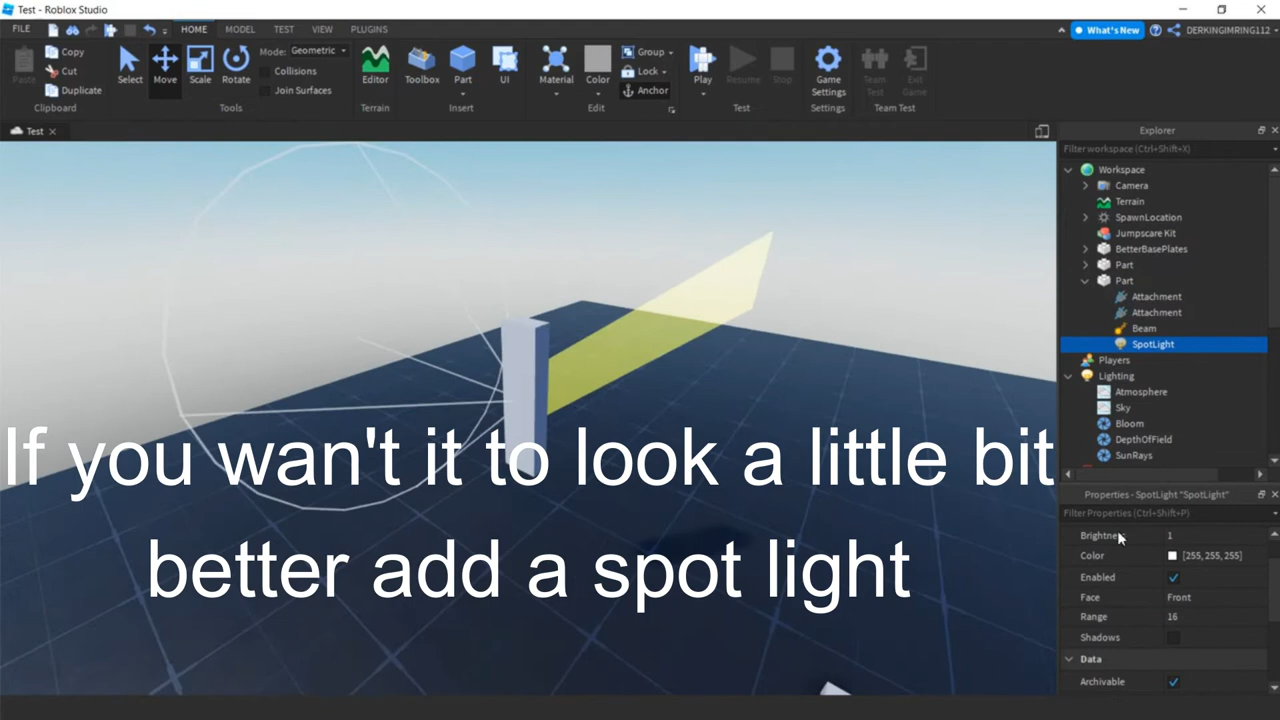 Test - Roblox Studio
FILE HOME MODEL TEST VIEW PLUGINS What's New DERKINGIMRING112
Paste Copy Cut Duplicate Clipboard
Select Move Scale Rotate Mode: Geometric Collisions Join Surfaces Tools
Editor Terrain
Toolbox Part UI Insert
Material Color Group Lock Anchor Edit
Play Resume Stop Test
Game Settings Settings
Team Test Exit Game Team Test
Test
Explorer
Filter workspace (Ctrl+Shift+X)
Workspace
Camera
Terrain
SpawnLocation
Jumpscare Kit
BetterBasePlates
Part
Part
Attachment
Attachment
Beam
SpotLight
Players
Lighting
Atmosphere
Sky
Bloom
DepthOfField
SunRays
If you wan't it to look a little bit
better add a spot light
Properties - SpotLight "SpotLight"
Filter Properties (Ctrl+Shift+P)
Brightness 1
Color [255, 255, 255]
Enabled
Face Front
Range 16
Shadows
Data
Archivable